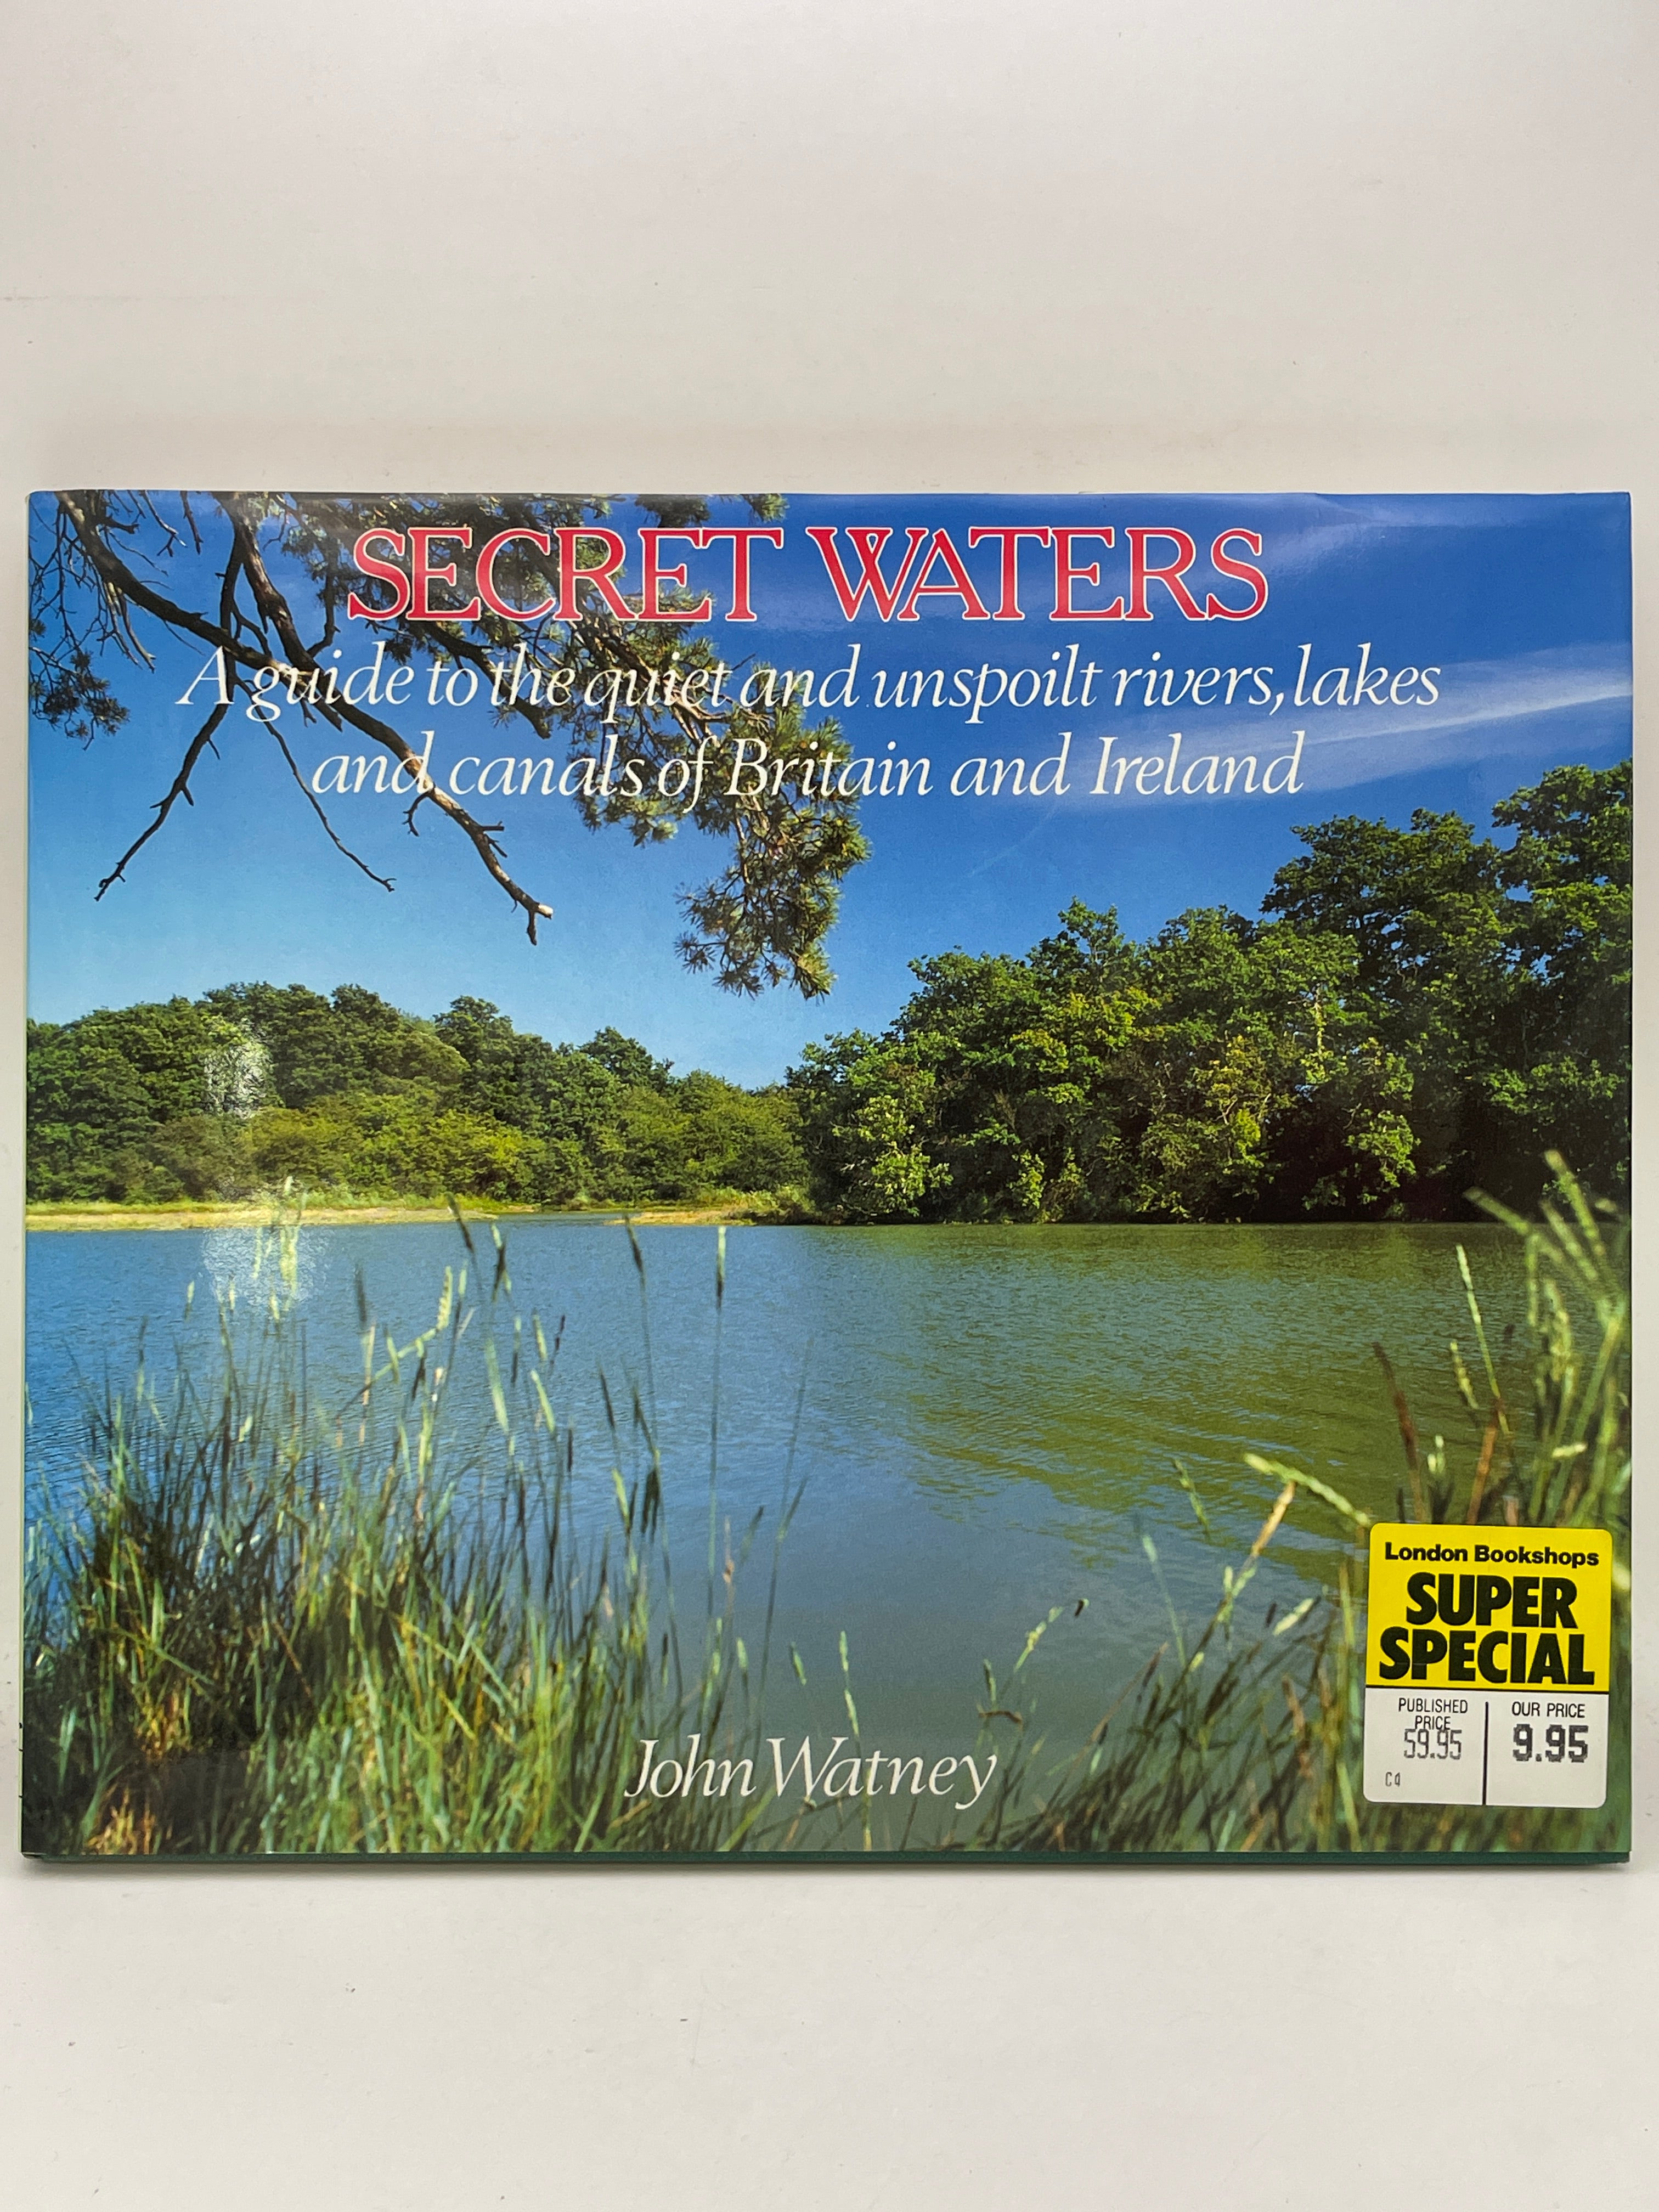 SECRET WATERS
A guide to the quiet and unspoilt rivers, lakes
and canals of Britain and Ireland
John Watney
London Bookshops
SUPER
SPECIAL
PUBLISHED
PRICE
59.95
C4
OUR PRICE
9.95